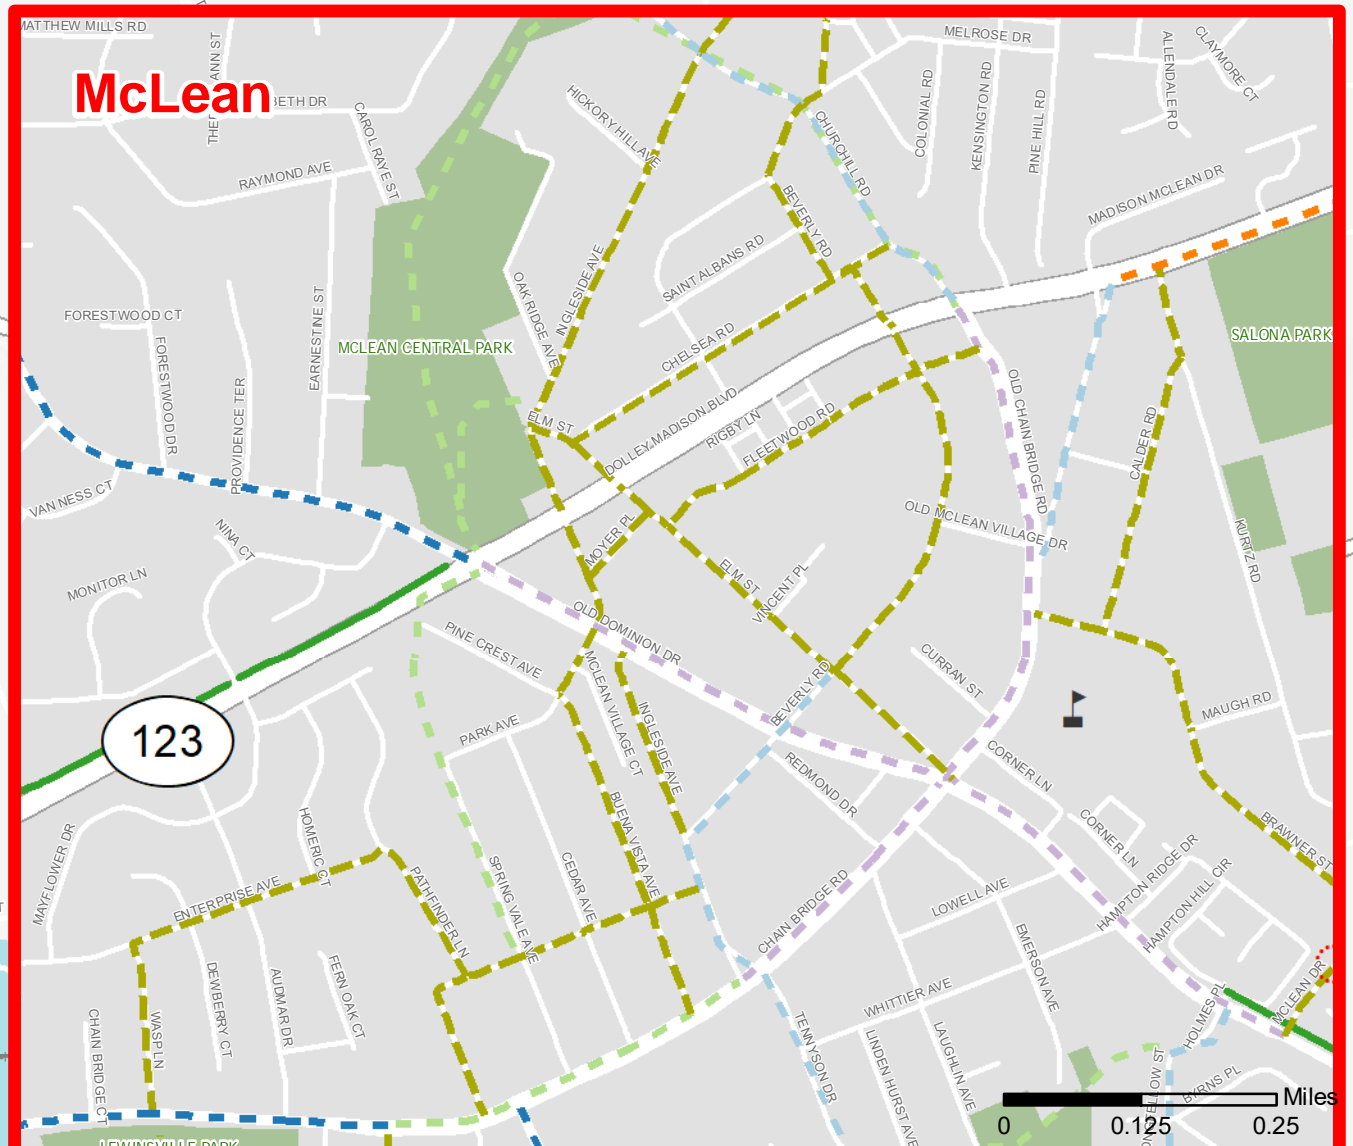 MATTHEW MILLS RD
McLean
BETH DR
CAROL RAYE ST
RAYMOND AVE
HICKORY HILL AVE
MELROSE DR
COLONIAL RD
KENSINGTON RD
PINE HILL RD
ALLENDALE RD
CLAYMORE CT
CHURCHILL RD
MADISON MCLEAN DR
BEVERLY RD
SAINT ALBANS RD
INGLESIDE AVE
OAK RIDGE AVE
FORESTWOOD CT
FORESTWOOD DR
EARNESTINE ST
PROVIDENCE TER
MCLEAN CENTRAL PARK
CHELSEA RD
SALONA PARK
ELM ST
DOLLEY MADISON BLVD
RIGBY LN
FLEETWOOD RD
OLD CHAIN BRIDGE RD
CALDER RD
VAN NESS CT
NINA CT
MONITOR LN
MOYER PL
ELM ST
VINCENT PL
OLD MCLEAN VILLAGE DR
KURTZ RD
OLD DOMINION DR
PINE CREST AVE
MCLEAN VILLAGE CT
INGLESIDE AVE
BEVERLY RD
CURRAN ST
MAUGH RD
123
PARK AVE
REDMOND DR
CORNER LN
CORNER LN
BRAWNER ST
MAYFLOWER DR
HOMERIC CT
ENTERPRISE AVE
PATHFINDER LN
SPRING VALE AVE
CEDAR AVE
BUENA VISTA AVE
CHAIN BRIDGE RD
LOWELL AVE
HAMPTON RIDGE DR
HAMPTON HILL CIR
EMERSON AVE
WHITTIER AVE
MCLEAN DR
HOLMES PL
CHAIN BRIDGE CT
WASP LN
DEWBERRY CT
AUDMAR DR
FERN OAK CT
TENNYSON DR
LINDEN HURST AVE
LAUGHLIN AVE
BYRNS PL
Miles
0 0.125 0.25
LEWINSVILLE PARK